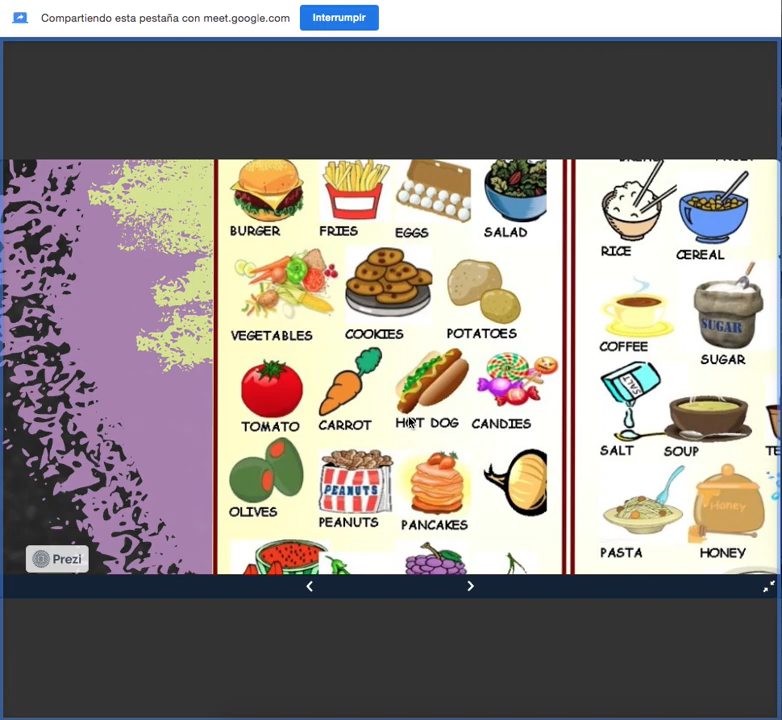 Compartiendo esta pestaña con meet.google.com Interrumpir
BURGER FRIES EGGS SALAD
VEGETABLES COOKIES POTATOES
TOMATO CARROT HOT DOG CANDIES
PEANUTS
OLIVES PEANUTS PANCAKES
RICE CEREAL
SUGAR
COFFEE SUGAR
SALT
SALT SOUP TE
Honey
PASTA HONEY
Prezi